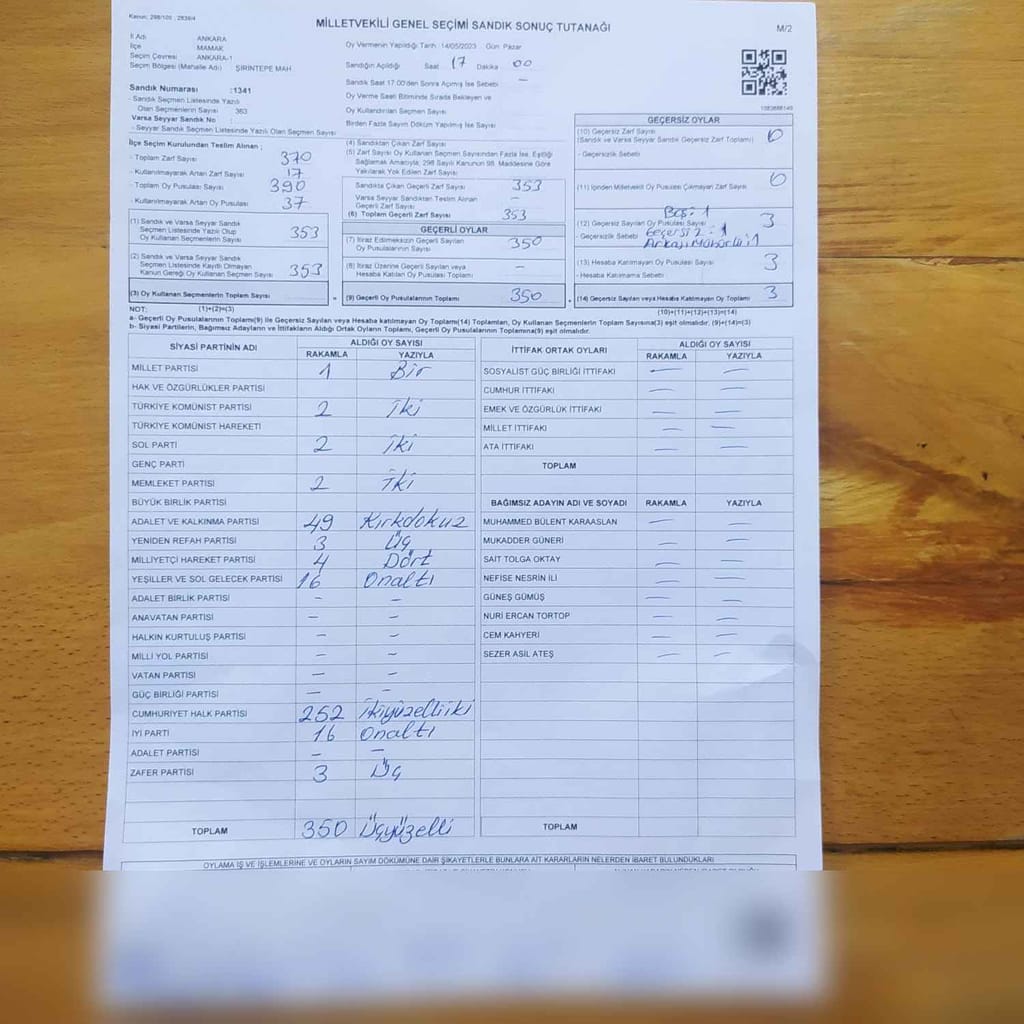 Kanun: 298/105 ; 2839/4
MİLLETVEKİLİ GENEL SEÇİMİ SANDIK SONUÇ TUTANAĞI
M/2
İl Adı ANKARA
İlçe MAMAK
Seçim Çevresi ANKARA-1
Seçim Bölgesi (Mahalle Adı) ŞİRİNTEPE MAH.
Oy Vermenin Yapıldığı Tarih :14/05/2023 Gün: Pazar
Sandığın Açıldığı Saat 17 Dakika 00
Sandık Saat 17.00'den Sonra Açılmış İse Sebebi —
Oy Verme Saati Bitiminde Sırada Bekleyen ve
Oy Kullandırılan Seçmen Sayısı
Birden Fazla Sayım Döküm Yapılmış İse Sayısı
Sandık Numarası :1341
- Sandık Seçmen Listesinde Yazılı
Olan Seçmenlerin Sayısı 363
Varsa Seyyar Sandık No :
- Seyyar Sandık Seçmen Listesinde Yazılı Olan Seçmen Sayısı
İlçe Seçim Kurulundan Teslim Alınan ;
- Toplam Zarf Sayısı 370
- Kullanılmayarak Artan Zarf Sayısı 17
- Toplam Oy Pusulası Sayısı 390
- Kullanılmayarak Artan Oy Pusulası 37
(1) Sandık ve Varsa Seyyar Sandık
Seçmen Listesinde Yazılı Olup
Oy Kullanan Seçmenlerin Sayısı 353
(2) Sandık ve Varsa Seyyar Sandık
Seçmen Listesinde Kayıtlı Olmayan
Kanun Gereği Oy Kullanan Seçmen Sayısı 353
(3) Oy Kullanan Seçmenlerin Toplam Sayısı
(4) Sandıktan Çıkan Zarf Sayısı
(5) Zarf Sayısı Oy Kullanan Seçmen Sayısından Fazla İse, Eşitliği
Sağlamak Amacıyla; 298 Sayılı Kanunun 98. Maddesine Göre
Yakılarak Yok Edilen Zarf Sayısı
Sandıkta Çıkan Geçerli Zarf Sayısı 353
Varsa Seyyar Sandıktan Teslim Alınan
Geçerli Zarf Sayısı —
(6) Toplam Geçerli Zarf Sayısı 353
GEÇERLİ OYLAR
(7) İtiraz Edilmeksizin Geçerli Sayılan
Oy Pusulalarının Sayısı 350
(8) İtiraz Üzerine Geçerli Sayılan veya
Hesaba Katılan Oy Pusulası Toplamı —
= (9) Geçerli Oy Pusulalarının Toplamı 350
GEÇERSİZ OYLAR
(10) Geçersiz Zarf Sayısı
(Sandık ve Varsa Seyyar Sandık Geçersiz Zarf Toplamı) 0
- Geçersizlik Sebebi
(11) İçinden Milletvekili Oy Pusulası Çıkmayan Zarf Sayısı 0
Boş: 1
(12) Geçersiz Sayılan Oy Pusulası Sayısı 3
- Geçersizlik Sebebi Geçersiz : 1
Arkası Mühürlü: 1
(13) Hesaba Katılmayan Oy Pusulası Sayısı 3
- Hesaba Katılmama Sebebi
+ (14) Geçersiz Sayılan veya Hesaba Katılmayan Oy Toplamı 3
NOT: (1)+(2)=(3)
(10)+(11)+(12)+(13)=(14)
a- Geçerli Oy Pusulalarının Toplamı(9) ile Geçersiz ve Hesaba katılmayan Oy Toplamı(14) Toplamları, Oy Kullanan Seçmenlerin Toplam Sayısına(3) eşit olmalıdır. (9)+(14)=(3)
b- Siyasi Partilerin, Bağımsız Adayların ve İttifakların Aldığı Ortak Oyların Toplamı, Geçerli Oy Pusulalarının Toplamına(9) eşit olmalıdır.
SİYASİ PARTİNİN ADI ALDIĞI OY SAYISI
RAKAMLA YAZIYLA
MİLLET PARTİSİ 1 Bir
HAK VE ÖZGÜRLÜKLER PARTİSİ
TÜRKİYE KOMÜNİST PARTİSİ 2 İki
TÜRKİYE KOMÜNİST HAREKETİ
SOL PARTİ 2 İki
GENÇ PARTİ
MEMLEKET PARTİSİ 2 İki
BÜYÜK BİRLİK PARTİSİ
ADALET VE KALKINMA PARTİSİ 49 Kırkdokuz
YENİDEN REFAH PARTİSİ 3 Üç
MİLLİYETÇİ HAREKET PARTİSİ 4 Dört
YEŞİLLER VE SOL GELECEK PARTİSİ 16 Onaltı
ADALET BİRLİK PARTİSİ – –
ANAVATAN PARTİSİ – –
HALKIN KURTULUŞ PARTİSİ – –
MİLLİ YOL PARTİSİ – –
VATAN PARTİSİ – –
GÜÇ BİRLİĞİ PARTİSİ – –
CUMHURİYET HALK PARTİSİ 252 İkiyüzelliiki
İYİ PARTİ 16 Onaltı
ADALET PARTİSİ – –
ZAFER PARTİSİ 3 Üç
TOPLAM 350 Üçyüzelli
İTTİFAK ORTAK OYLARI ALDIĞI OY SAYISI
RAKAMLA YAZIYLA
SOSYALİST GÜÇ BİRLİĞİ İTTİFAKI — —
CUMHUR İTTİFAKI — —
EMEK VE ÖZGÜRLÜK İTTİFAKI — —
MİLLET İTTİFAKI — —
ATA İTTİFAKI — —
TOPLAM
BAĞIMSIZ ADAYIN ADI VE SOYADI RAKAMLA YAZIYLA
MUHAMMED BÜLENT KARAASLAN — —
MUKADDER GÜNERİ — —
SAİT TOLGA OKTAY — —
NEFİSE NESRİN İLİ — —
GÜNEŞ GÜMÜŞ — —
NURİ ERCAN TORTOP — —
CEM KAHYERİ — —
SEZER ASİL ATEŞ — —
TOPLAM
OYLAMA İŞ VE İŞLEMLERİNE VE OYLARIN SAYIM DÖKÜMÜNE DAİR ŞİKAYETLERLE BUNLARA AİT KARARLARIN NELERDEN İBARET BULUNDUKLARI